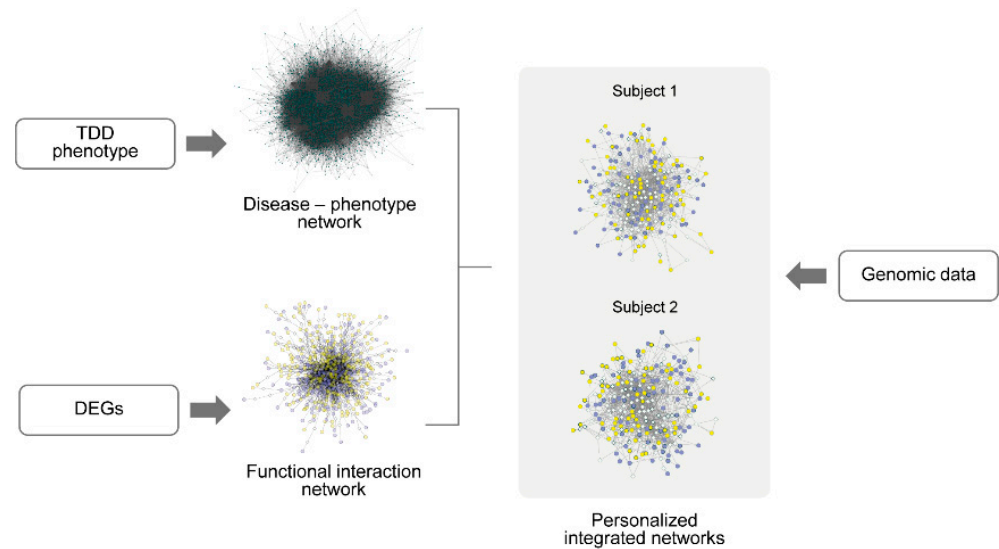 TDD
phenotype
Disease – phenotype
network
DEGs
Functional interaction
network
Subject 1
Subject 2
Personalized
integrated networks
Genomic data